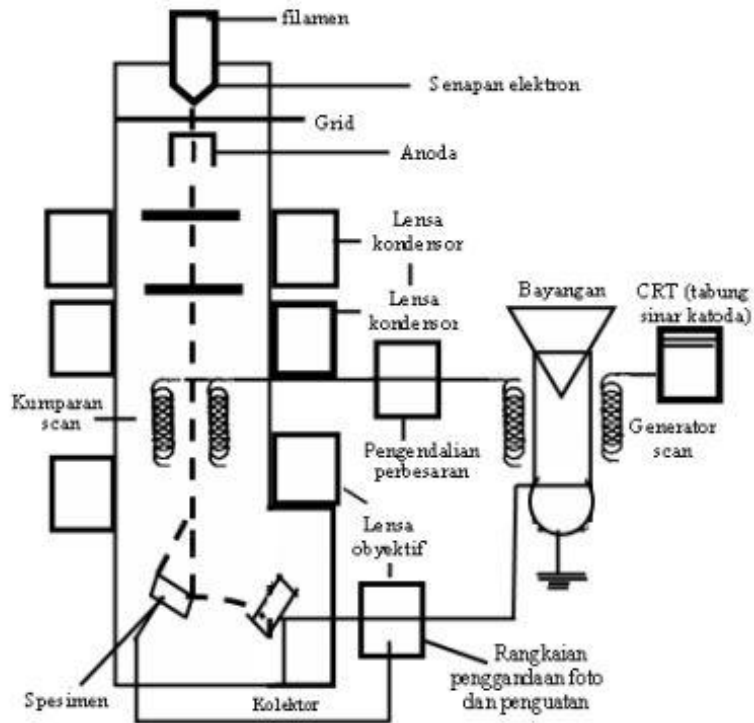 filamen
Senapan elektron
Grid
Anoda
Lensa
kondensor
Lensa
kondensor
Bayangan
CRT (tabung
sinar katoda)
Kumparan
scan
Pengendalian
perbesaran
Generator
scan
Lensa
obyektif
Spesimen
Kolektor
Rangkaian
penggandaan foto
dan penguatan